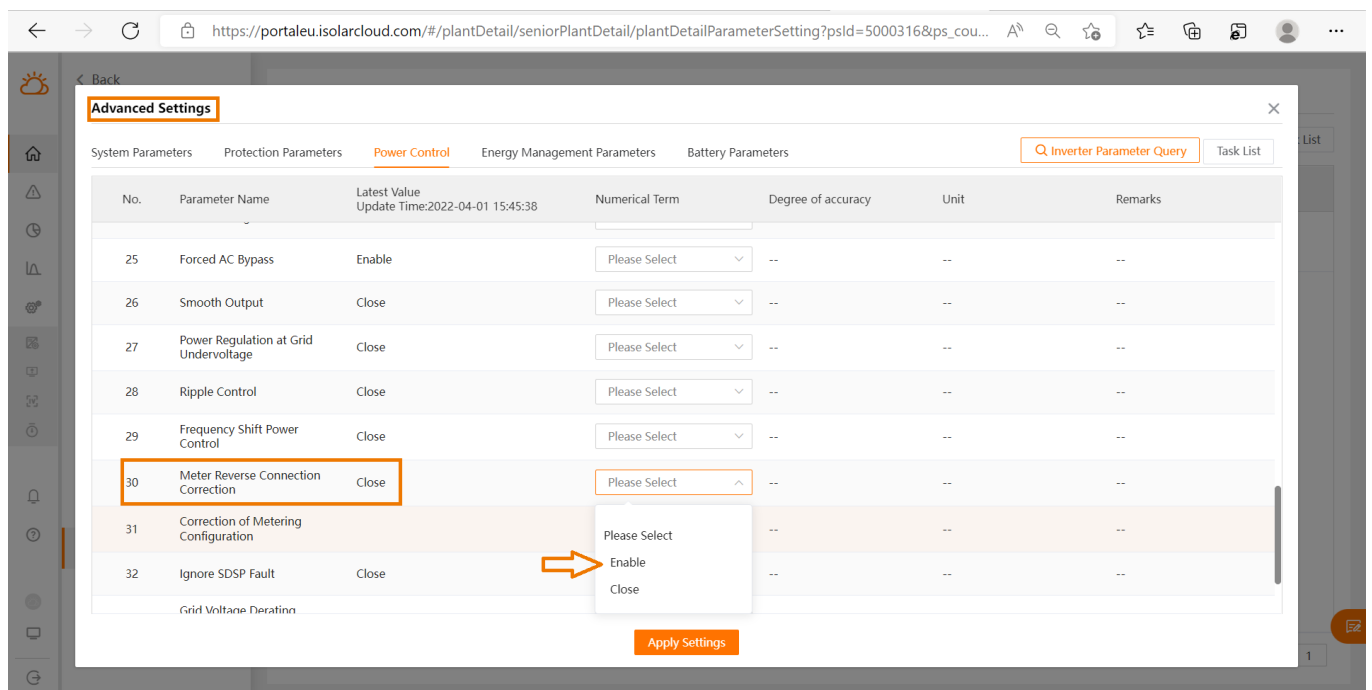 https://portaleu.isolarcloud.com/#/plantDetail/seniorPlantDetail/plantDetailParameterSetting?psId=5000316&ps_cou...
Back
Advanced Settings
List
System Parameters Protection Parameters Power Control Energy Management Parameters Battery Parameters Inverter Parameter Query Task List
No. Parameter Name Latest Value Numerical Term Degree of accuracy Unit Remarks
Update Time:2022-04-01 15:45:38
25 Forced AC Bypass Enable Please Select -- -- --
26 Smooth Output Close Please Select -- -- --
27 Power Regulation at Grid Close Please Select -- -- --
Undervoltage
28 Ripple Control Close Please Select -- -- --
29 Frequency Shift Power Close Please Select -- -- --
Control
30 Meter Reverse Connection Close Please Select -- -- --
Correction
31 Correction of Metering -- -- --
Configuration
Please Select
Enable
32 Ignore SDSP Fault Close -- -- --
Close
Grid Voltage Derating
Apply Settings
1